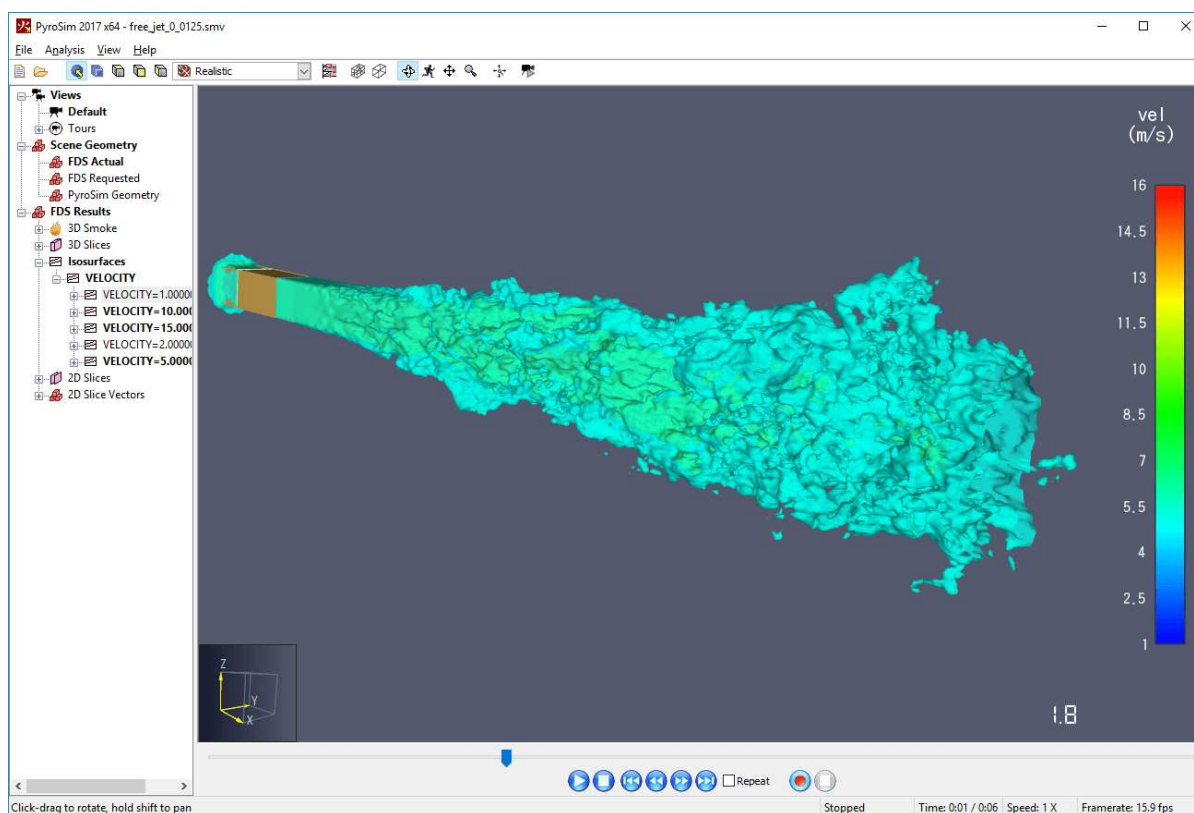 PyroSim 2017 x64 - free_jet_0_0125.smv
File Analysis View Help
Realistic
Views
Default
Tours
Scene Geometry
FDS Actual
FDS Requested
PyroSim Geometry
FDS Results
3D Smoke
3D Slices
Isosurfaces
VELOCITY
VELOCITY=1.0000
VELOCITY=10.000
VELOCITY=15.000
VELOCITY=2.0000
VELOCITY=5.0000
2D Slices
2D Slice Vectors
vel
(m/s)
16
14.5
13
11.5
10
8.5
7
5.5
4
2.5
1
Z
Y
X
1.8
Repeat
Click-drag to rotate, hold shift to pan
Stopped Time: 0:01 / 0:06 Speed: 1 X Framerate: 15.9 fps